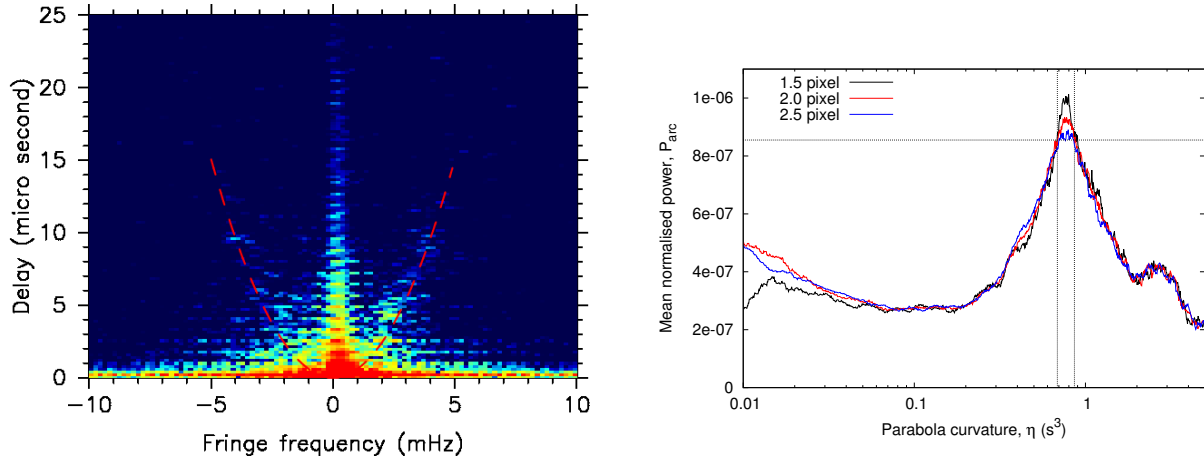 25
20
15
10
5
0
−10
−5
0
5
10
Delay (micro second)
Fringe frequency (mHz)
1.5 pixel
2.0 pixel
2.5 pixel
1e-06
8e-07
6e-07
4e-07
2e-07
0
0.01
0.1
1
Mean normalised power, P_arc
Parabola curvature, η (s³)